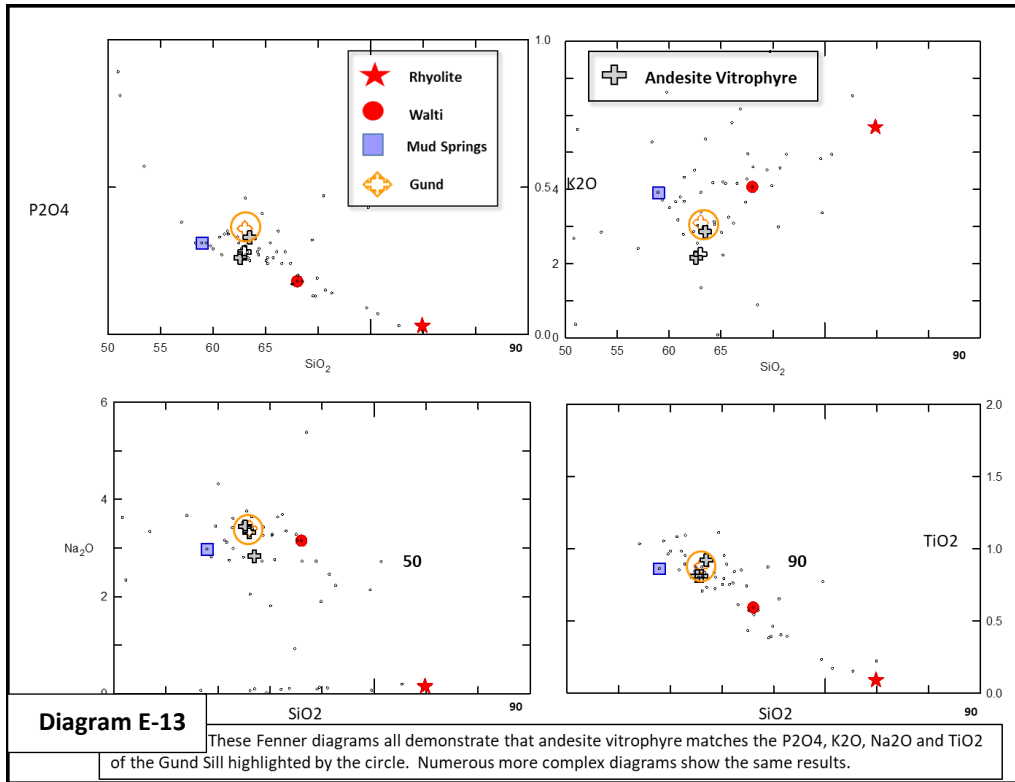 1.0
Rhyolite
Walti
Mud Springs
Gund
Andesite Vitrophyre
P2O4
0.5
K2O
4
2
0.0
0
50
55
60
65
90
SiO₂
50
55
60
65
90
SiO₂
6
4
Na₂O
2
0
50
90
SiO2
2.0
1.5
1.0
TiO2
0.5
0.0
90
90
SiO2
Diagram E-13
These Fenner diagrams all demonstrate that andesite vitrophyre matches the P2O4, K2O, Na2O and TiO2
of the Gund Sill highlighted by the circle. Numerous more complex diagrams show the same results.